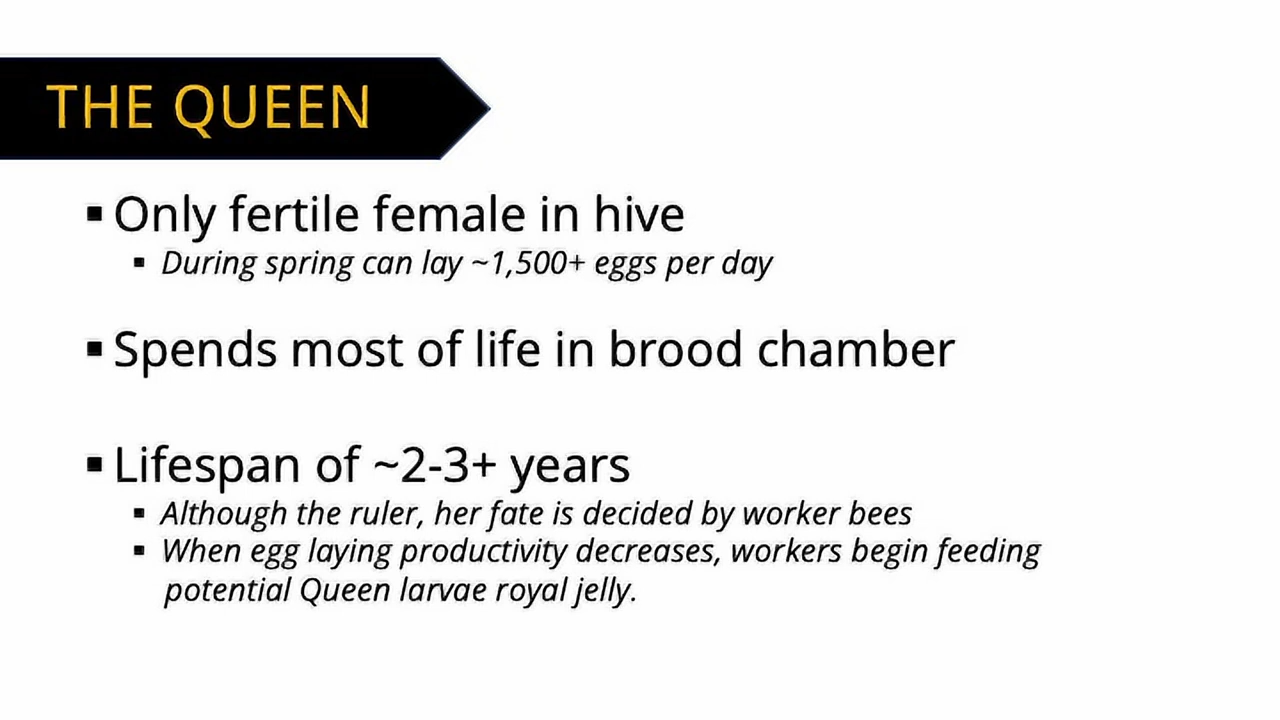 THE QUEEN
▪ Only fertile female in hive
▪ During spring can lay ~1,500+ eggs per day
▪ Spends most of life in brood chamber
▪ Lifespan of ~2-3+ years
▪ Although the ruler, her fate is decided by worker bees
▪ When egg laying productivity decreases, workers begin feeding
potential Queen larvae royal jelly.